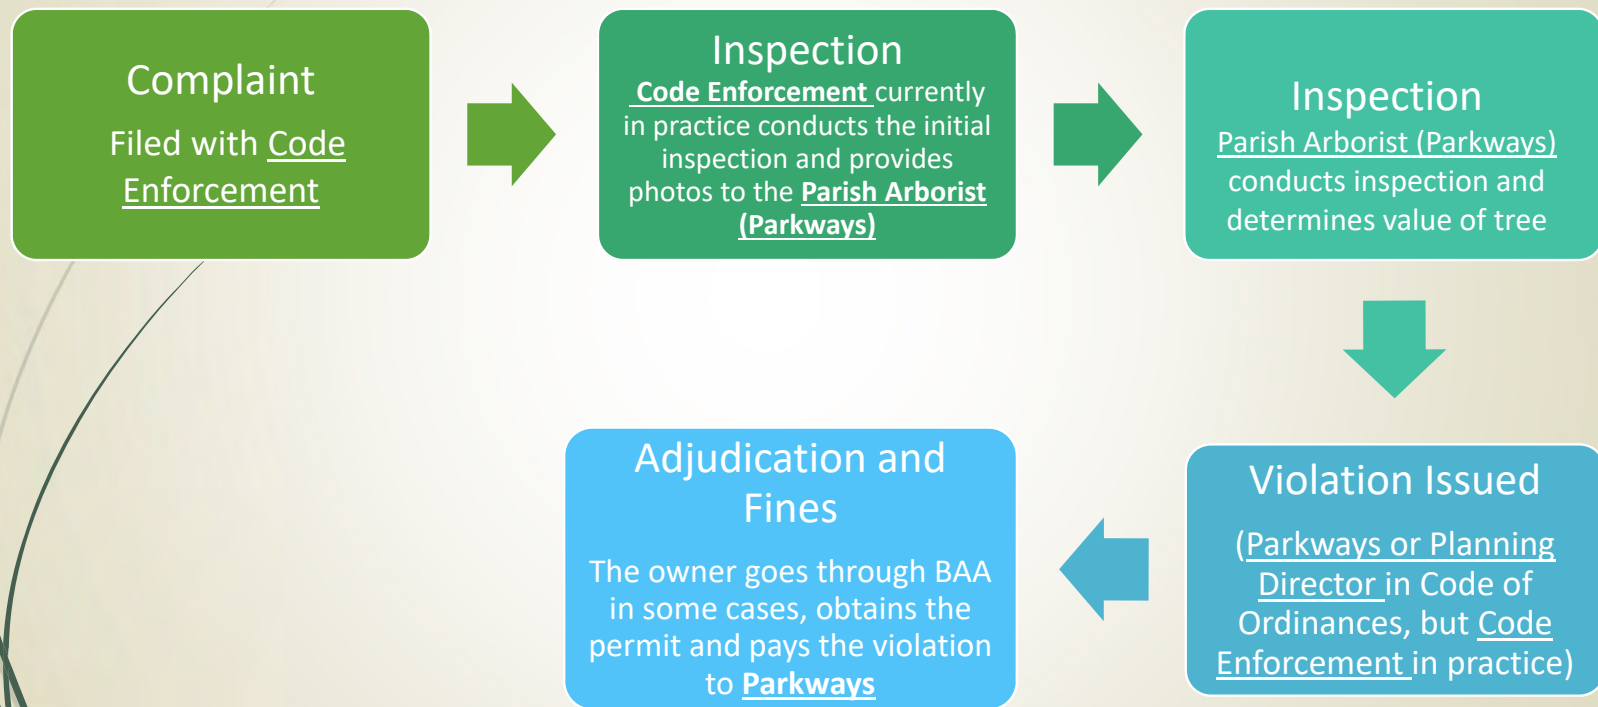 Complaint
Filed with Code
Enforcement
Inspection
Code Enforcement currently
in practice conducts the initial
inspection and provides
photos to the Parish Arborist
(Parkways)
Inspection
Parish Arborist (Parkways)
conducts inspection and
determines value of tree
Violation Issued
(Parkways or Planning
Director in Code of
Ordinances, but Code
Enforcement in practice)
Adjudication and
Fines
The owner goes through BAA
in some cases, obtains the
permit and pays the violation
to Parkways